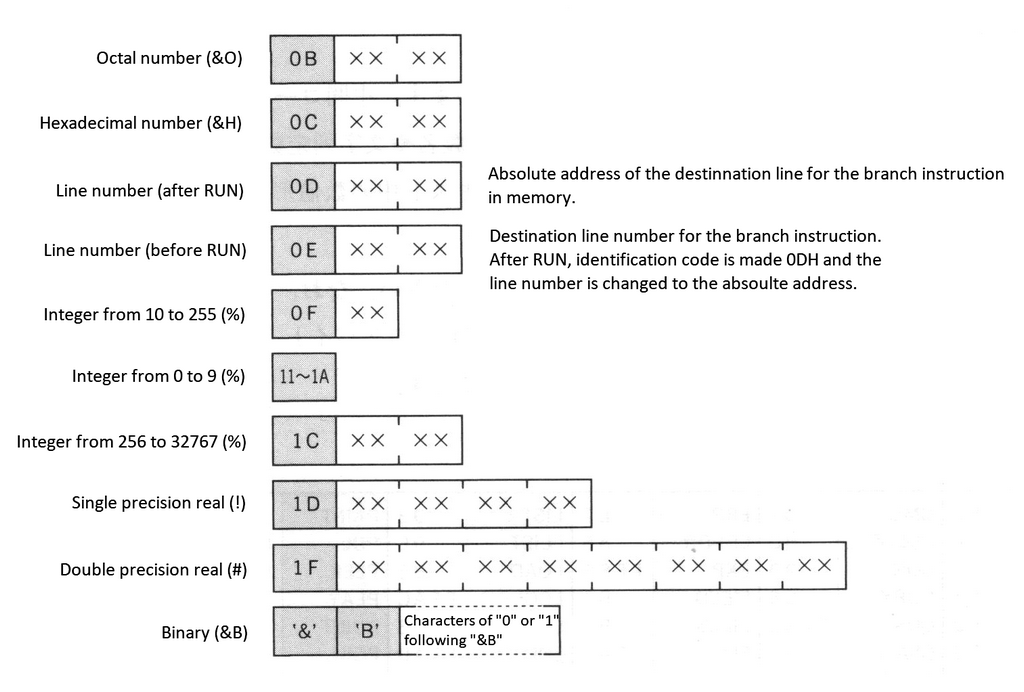 Octal number (&O) 0B ×× ××
Hexadecimal number (&H) 0C ×× ××
Line number (after RUN) 0D ×× ×× Absolute address of the destinnation line for the branch instruction
in memory.
Line number (before RUN) 0E ×× ×× Destination line number for the branch instruction.
After RUN, identification code is made 0DH and the
line number is changed to the absoulte address.
Integer from 10 to 255 (%) 0F ××
Integer from 0 to 9 (%) 11~1A
Integer from 256 to 32767 (%) 1C ×× ××
Single precision real (!) 1D ×× ×× ×× ××
Double precision real (#) 1F ×× ×× ×× ×× ×× ×× ×× ××
Binary (&B) '&' 'B' Characters of "0" or "1"
following "&B"